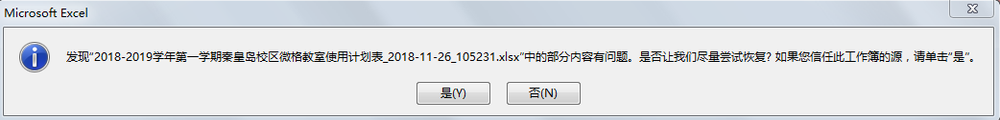 Microsoft Excel
发现"2018-2019学年第一学期秦皇岛校区微格教室使用计划表_2018-11-26_105231.xlsx"中的部分内容有问题。是否让我们尽量尝试恢复? 如果您信任此工作簿的源，请单击"是"。
是(Y) 否(N)